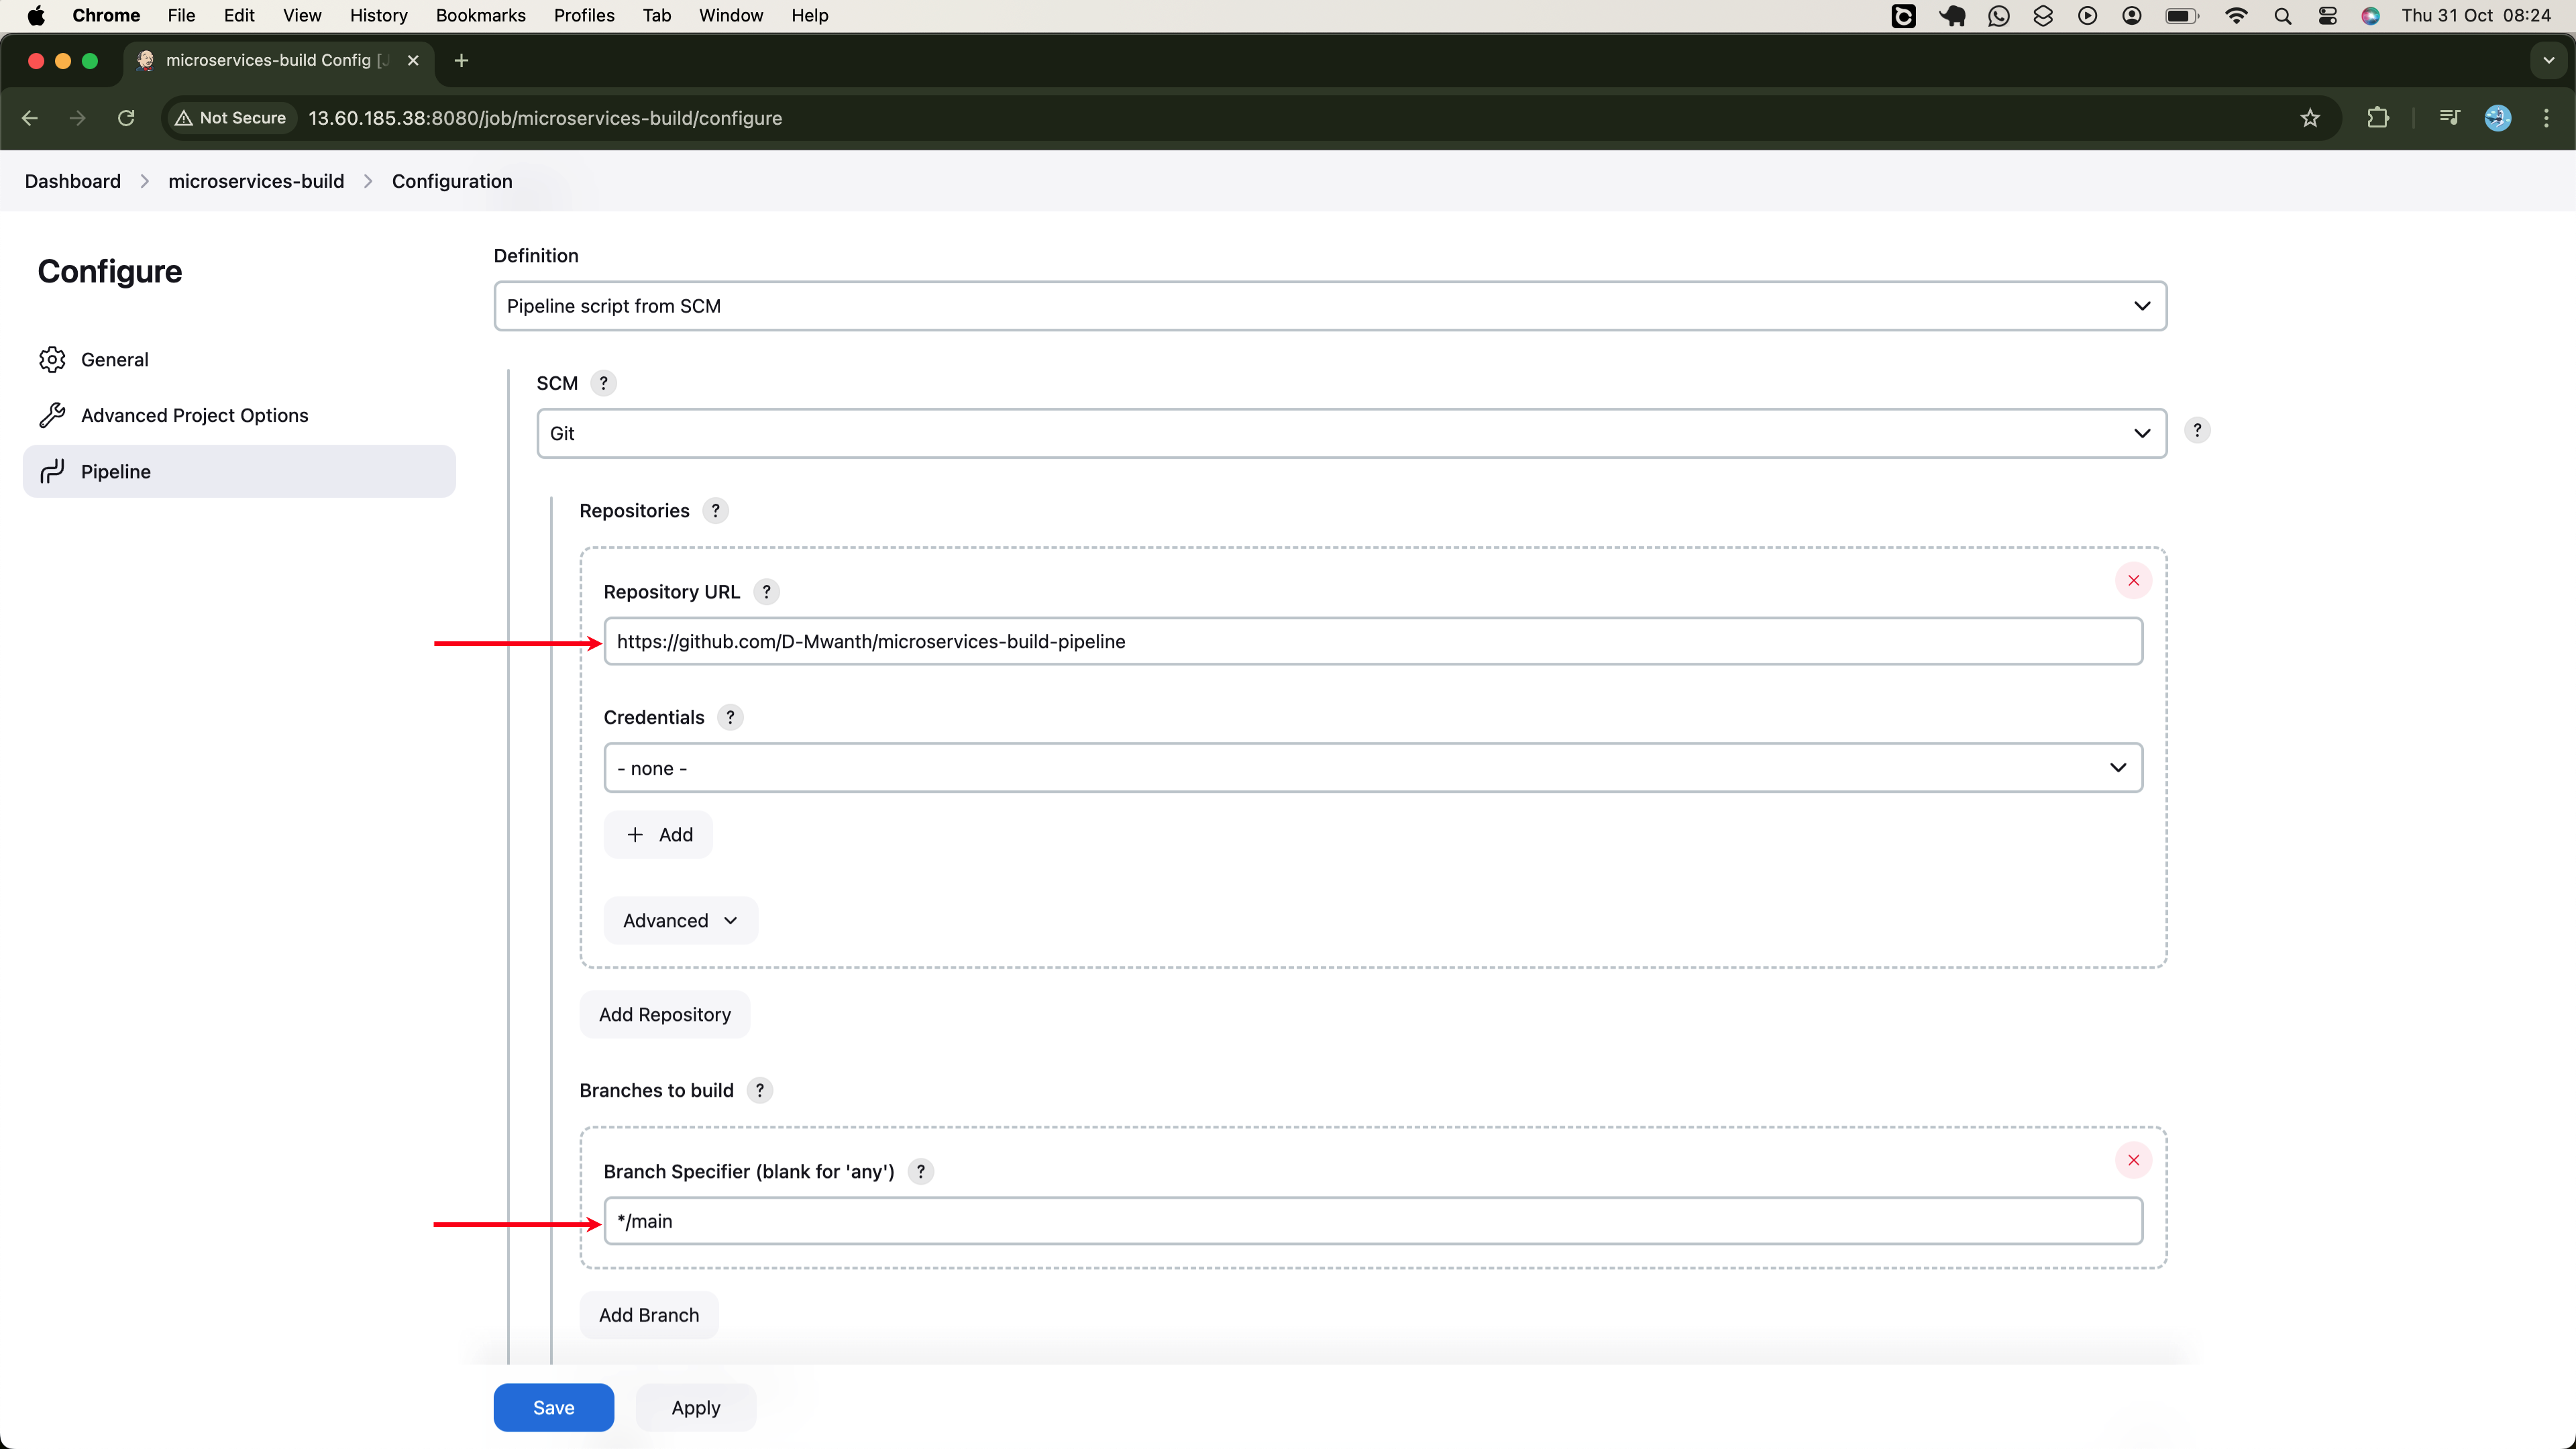 Chrome File Edit View History Bookmarks Profiles Tab Window Help Thu 31 Oct 08:24
microservices-build Config [J
Not Secure 13.60.185.38:8080/job/microservices-build/configure
Dashboard > microservices-build > Configuration
Configure
General
Advanced Project Options
Pipeline
Definition
Pipeline script from SCM
SCM ?
Git
?
Repositories ?
Repository URL ?
https://github.com/D-Mwanth/microservices-build-pipeline
Credentials ?
- none -
+ Add
Advanced
Add Repository
Branches to build ?
Branch Specifier (blank for 'any') ?
*/main
Add Branch
Save Apply